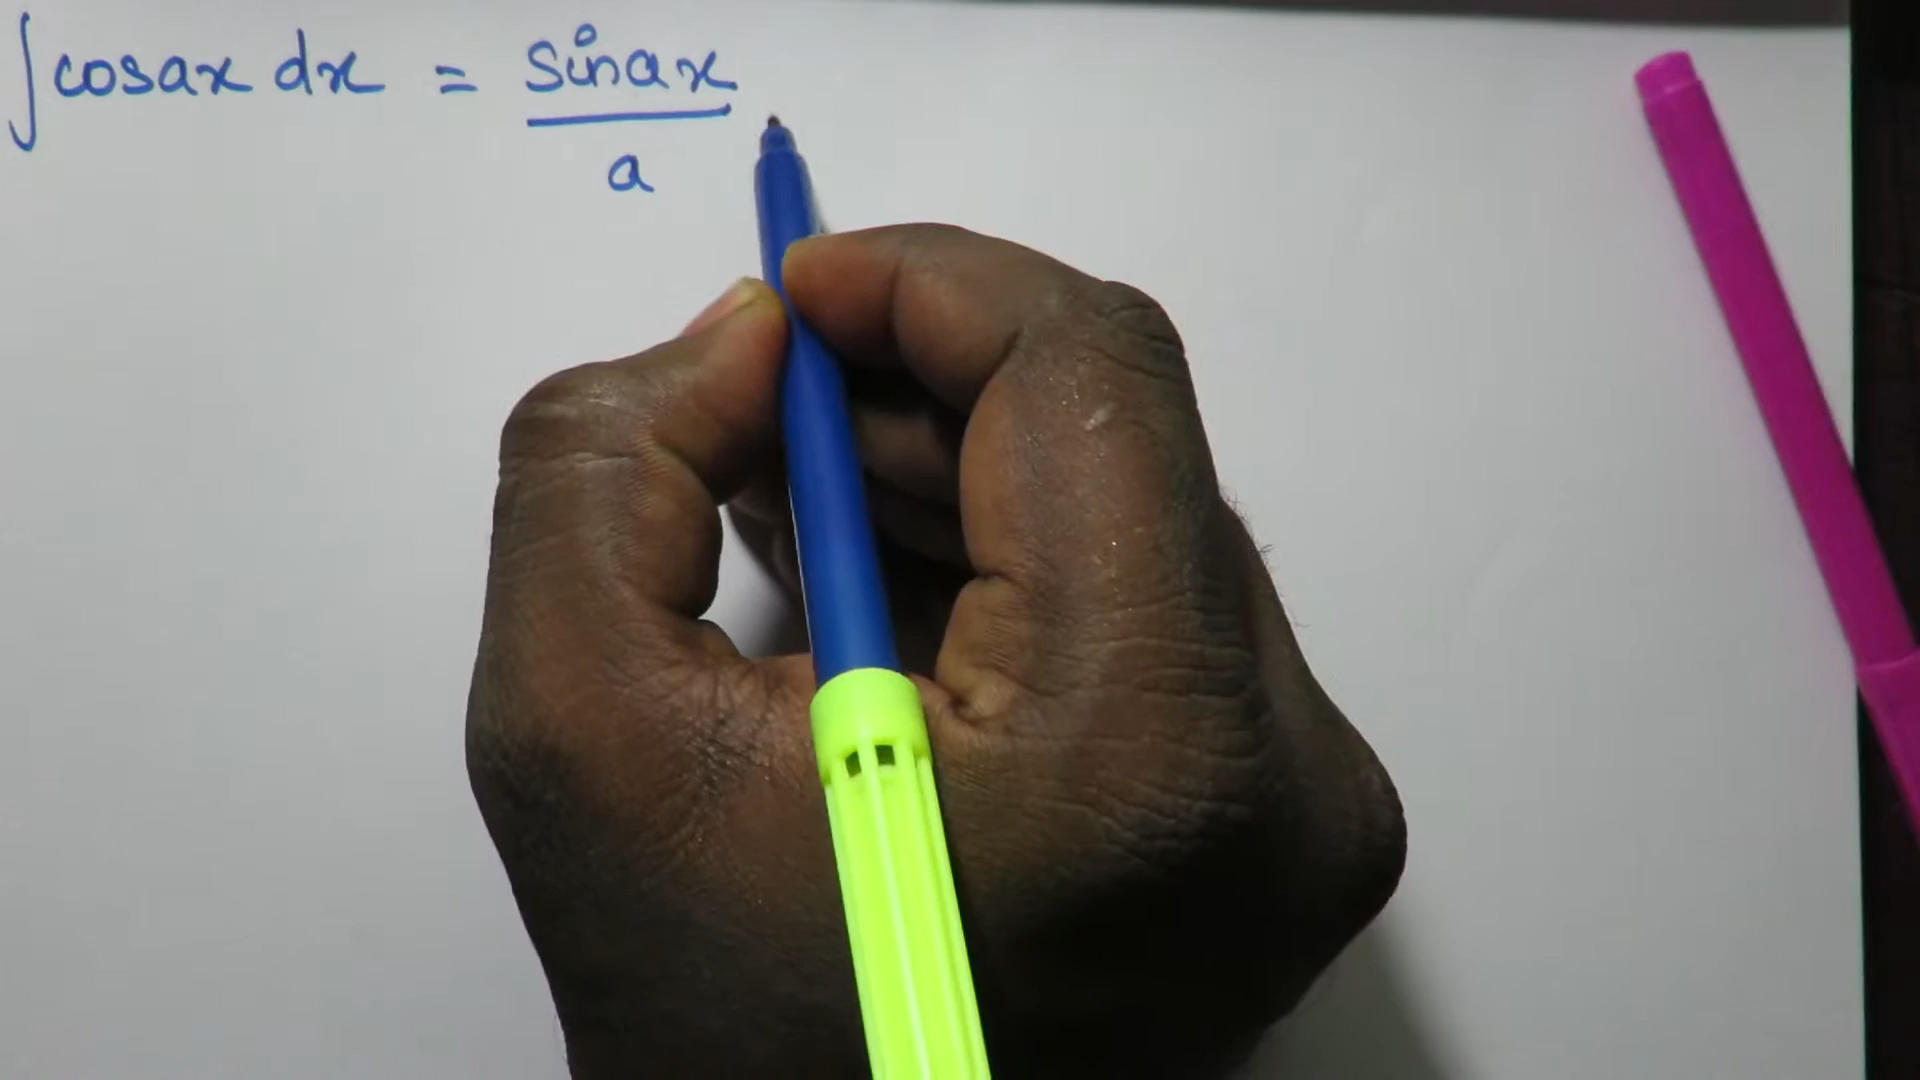 ∫cosax dx = sinax/a